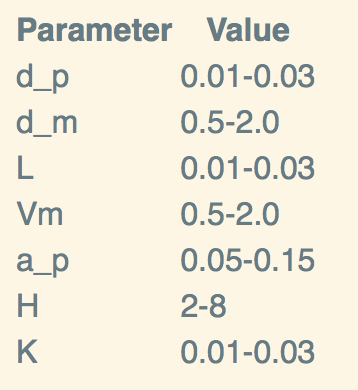 Parameter Value
d_p 0.01-0.03
d_m 0.5-2.0
L 0.01-0.03
Vm 0.5-2.0
a_p 0.05-0.15
H 2-8
K 0.01-0.03